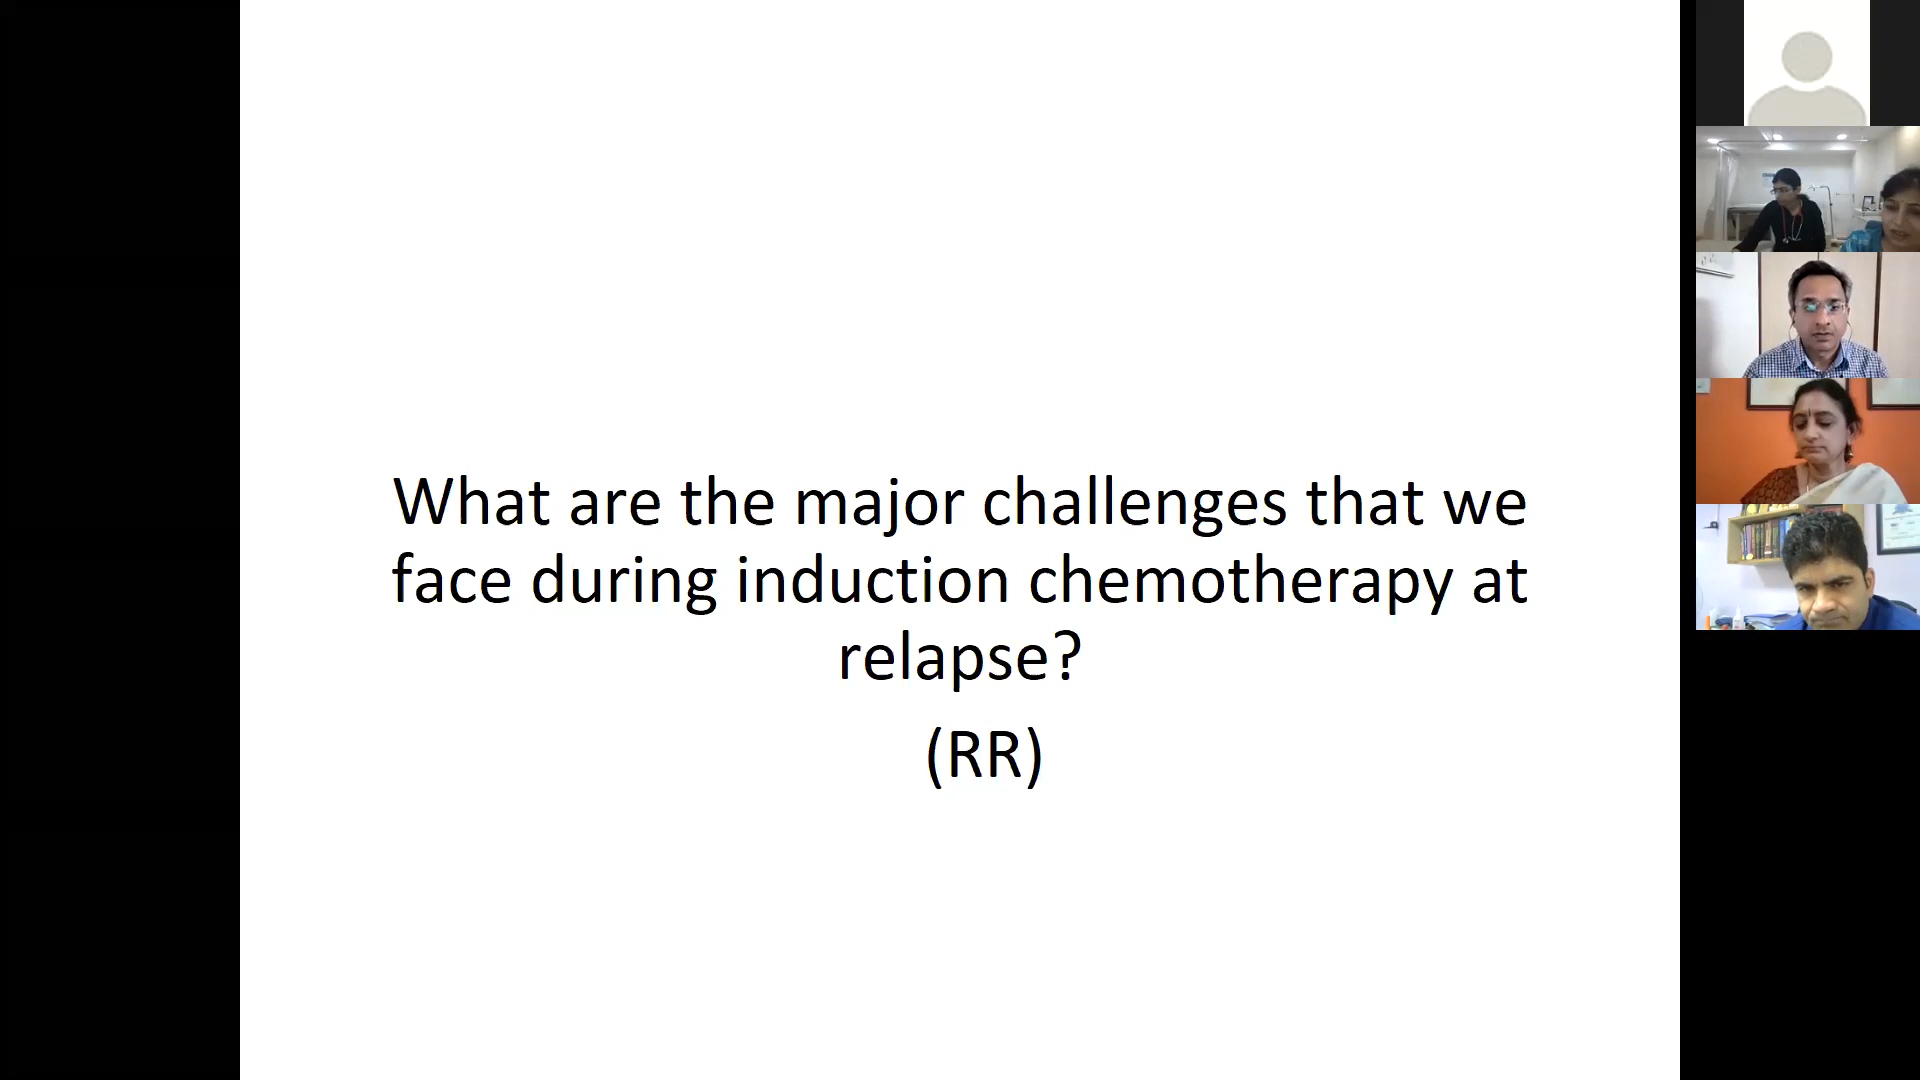 What are the major challenges that we
face during induction chemotherapy at
relapse?
(RR)